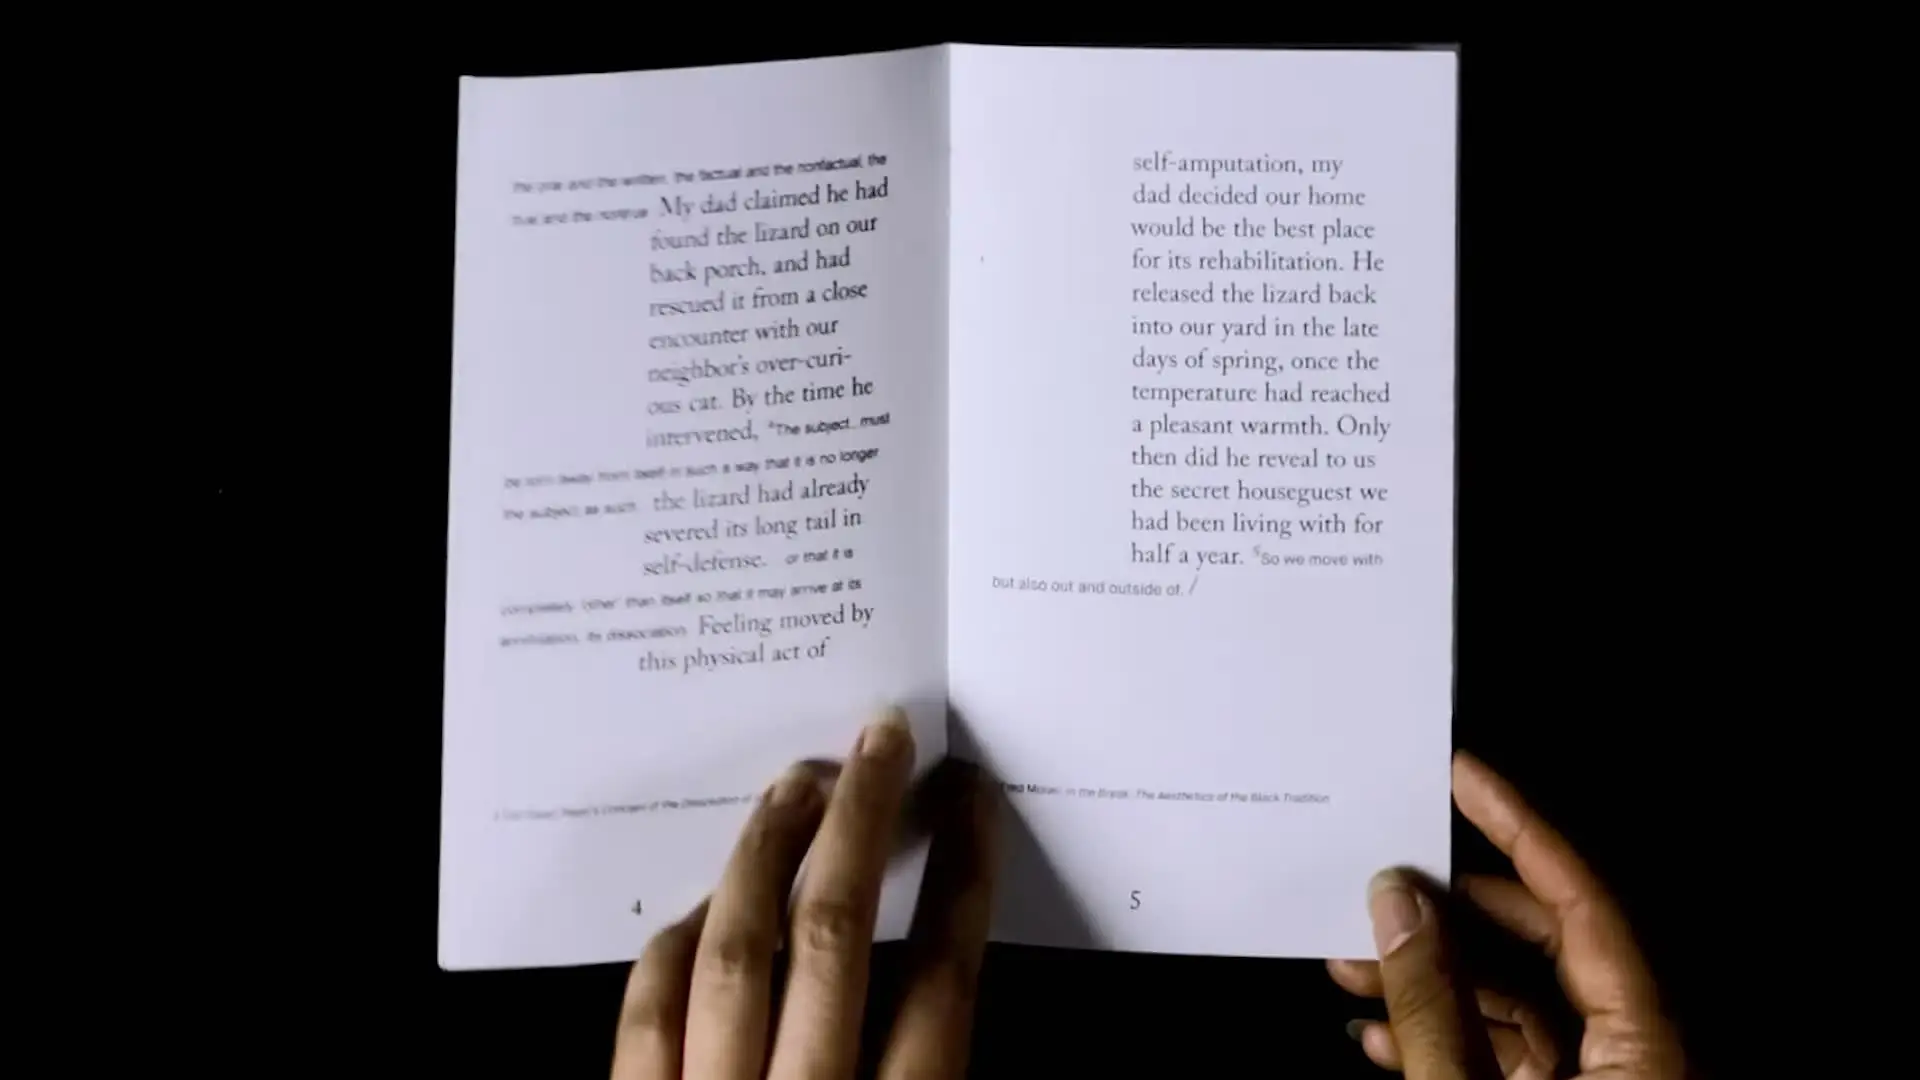 the oral and the written, the factual and the nonfactual, the
true and the nontrue My dad claimed he had
found the lizard on our
back porch, and had
rescued it from a close
encounter with our
neighbor's over-curi-
ous cat. By the time he
intervened, "The subject... must
be torn away from itself in such a way that it is no longer
the subject as such the lizard had already
severed its long tail in
self-defense. or that it is
completely 'other' than itself so that it may arrive at its
annihilation, its dissociation. Feeling moved by
this physical act of
Concept of the Dissociation of
4
self-amputation, my
dad decided our home
would be the best place
for its rehabilitation. He
released the lizard back
into our yard in the late
days of spring, once the
temperature had reached
a pleasant warmth. Only
then did he reveal to us
the secret houseguest we
had been living with for
half a year. ⁵So we move with
but also out and outside of. /
Fred Moten In the Break: The Aesthetics of the Black Tradition
5